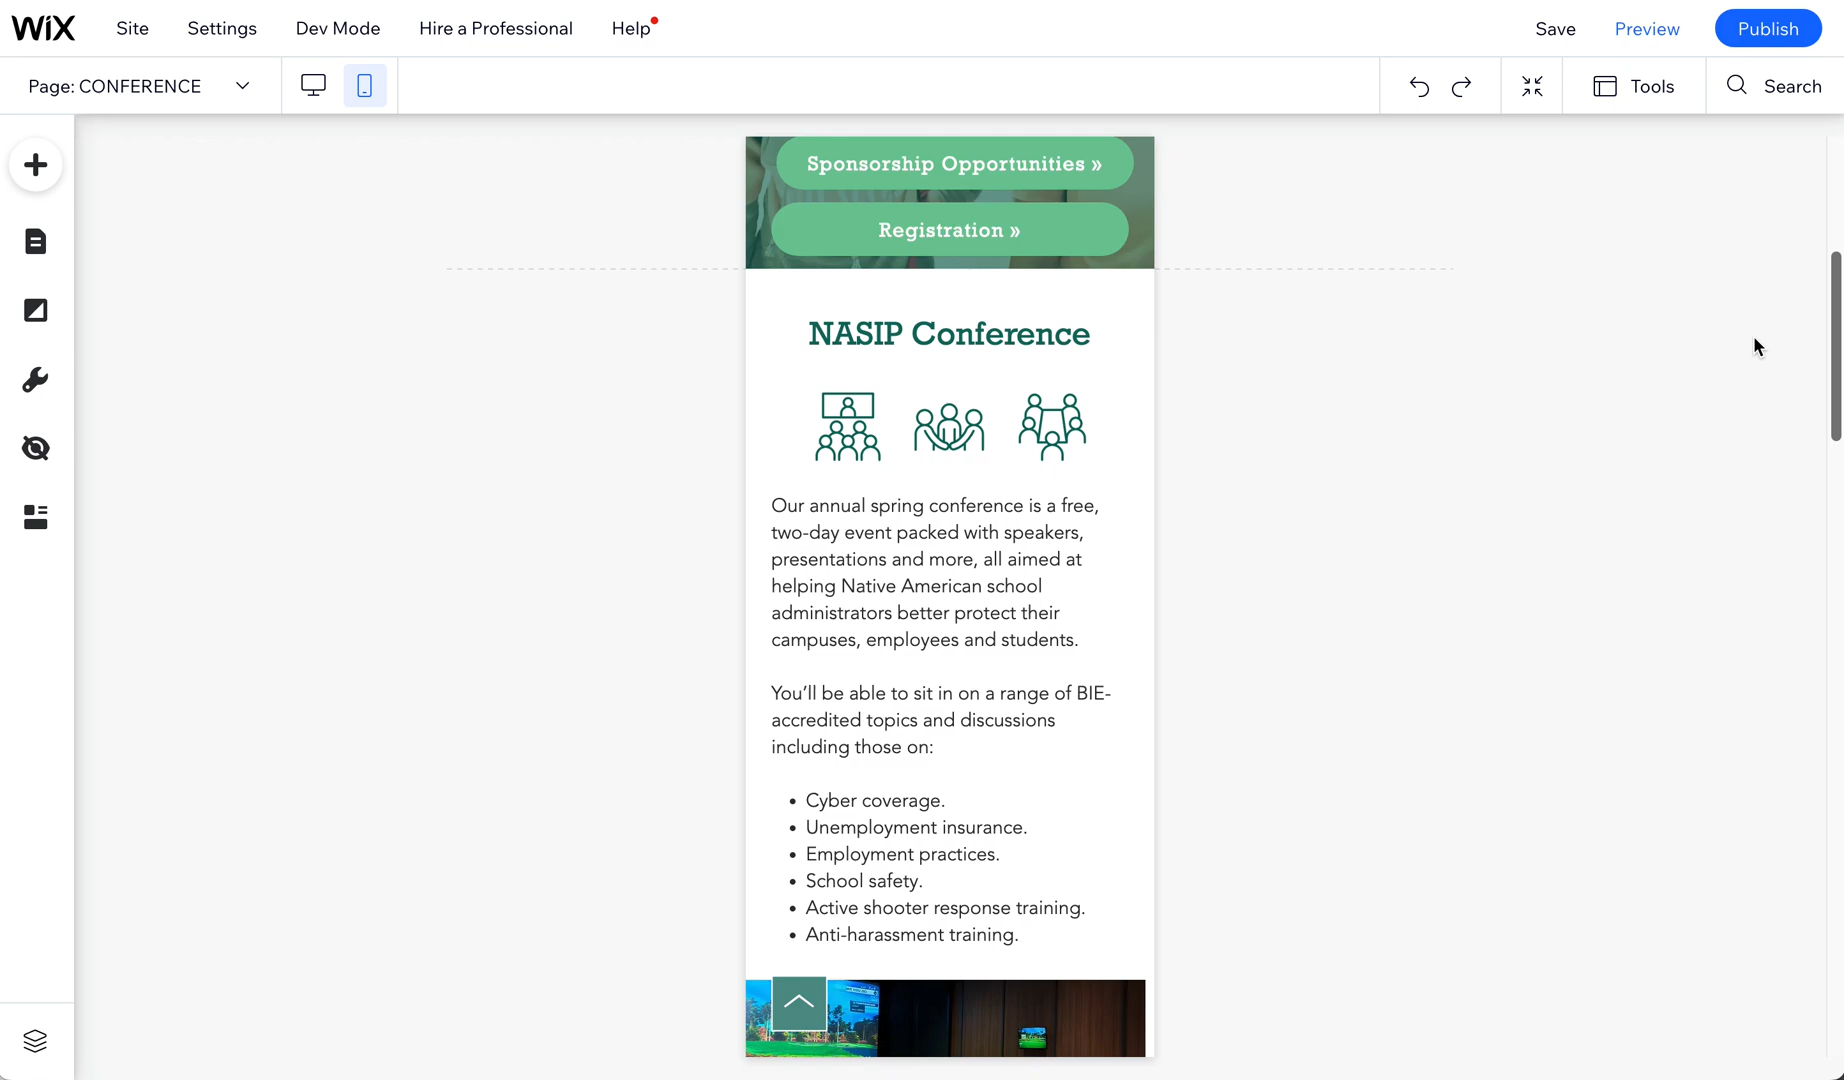 WIX Site Settings Dev Mode Hire a Professional Help Save Preview Publish
Page: CONFERENCE Tools Search
Sponsorship Opportunities »
Registration »
NASIP Conference
Our annual spring conference is a free,
two-day event packed with speakers,
presentations and more, all aimed at
helping Native American school
administrators better protect their
campuses, employees and students.
You'll be able to sit in on a range of BIE-
accredited topics and discussions
including those on:
• Cyber coverage.
• Unemployment insurance.
• Employment practices.
• School safety.
• Active shooter response training.
• Anti-harassment training.